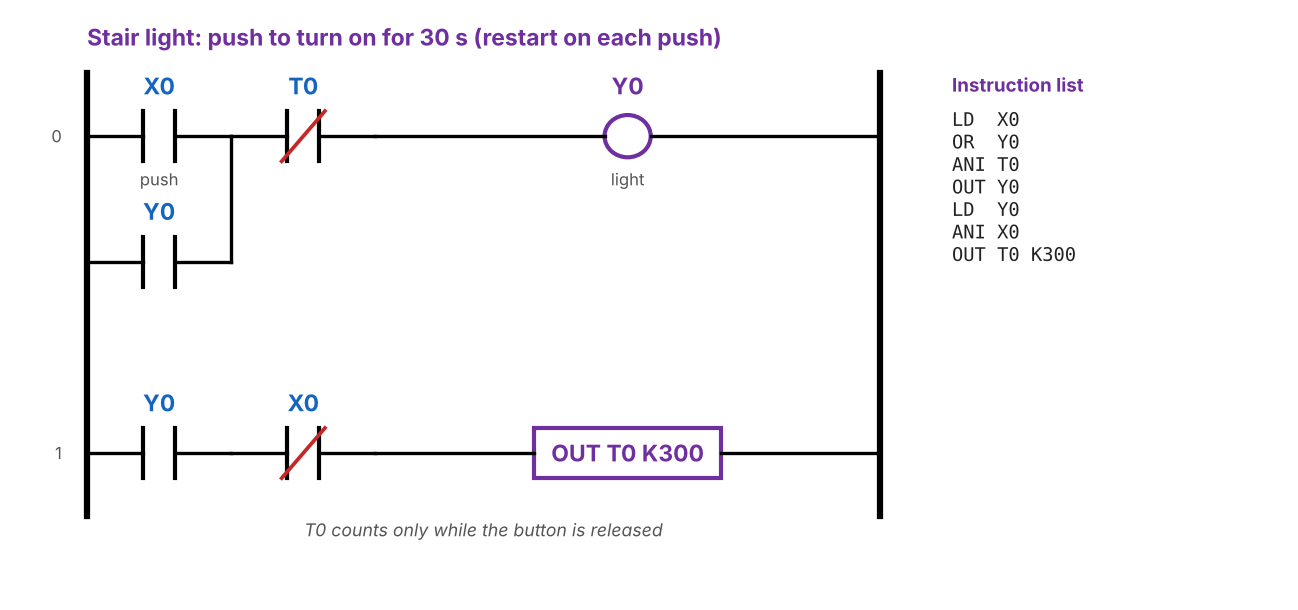 Stair light: push to turn on for 30 s (restart on each push)
X0 T0 Y0
0
push light
Y0
Y0 X0
1 OUT T0 K300
T0 counts only while the button is released
Instruction list
LD X0
OR Y0
ANI T0
OUT Y0
LD Y0
ANI X0
OUT T0 K300